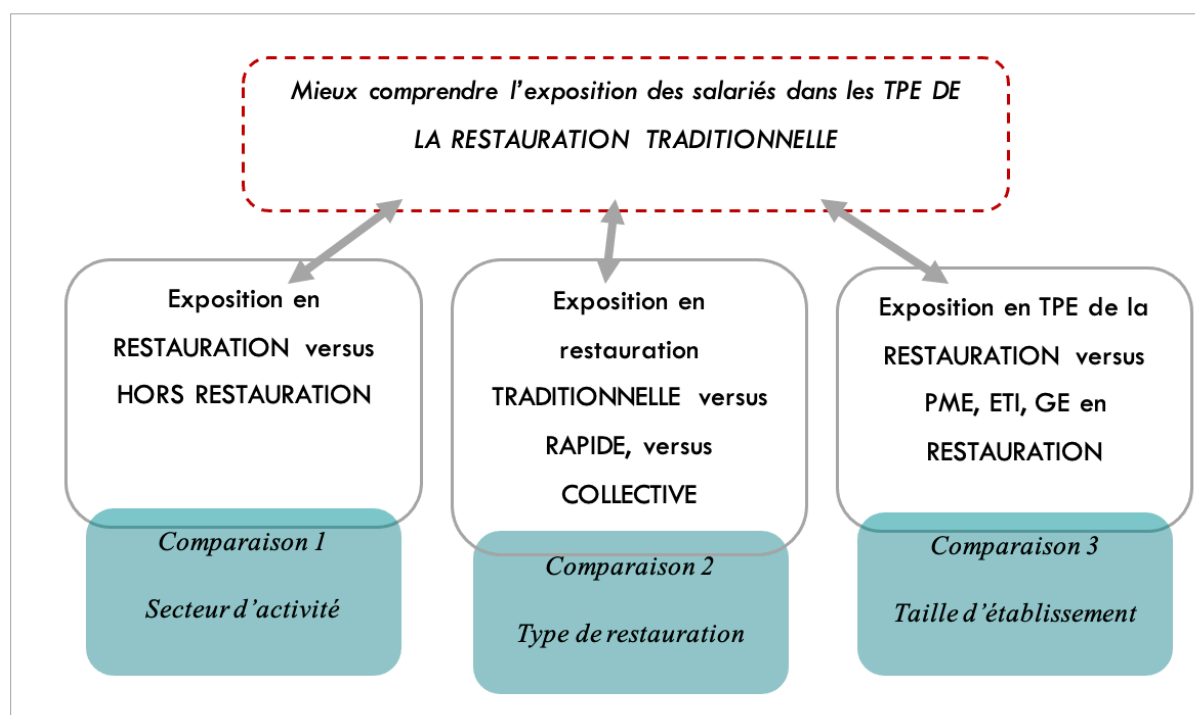 Mieux comprendre l'exposition des salariés dans les TPE DE
LA RESTAURATION TRADITIONNELLE
Exposition en
RESTAURATION versus
HORS RESTAURATION
Comparaison 1
Secteur d'activité
Exposition en
restauration
TRADITIONNELLE versus
RAPIDE, versus
COLLECTIVE
Comparaison 2
Type de restauration
Exposition en TPE de la
RESTAURATION versus
PME, ETI, GE en
RESTAURATION
Comparaison 3
Taille d'établissement